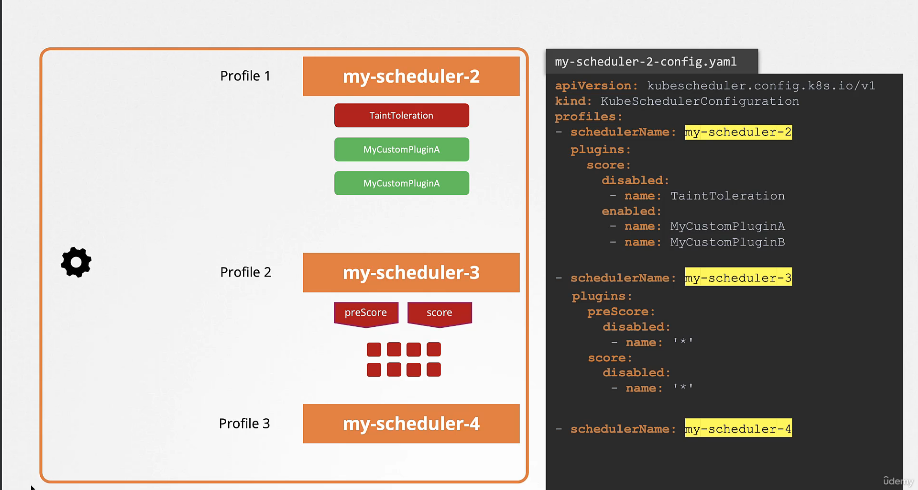 Profile 1
my-scheduler-2
TaintToleration
MyCustomPluginA
MyCustomPluginA
Profile 2
my-scheduler-3
preScore
score
Profile 3
my-scheduler-4
my-scheduler-2-config.yaml
apiVersion: kubescheduler.config.k8s.io/v1
kind: KubeSchedulerConfiguration
profiles:
- schedulerName: my-scheduler-2
plugins:
score:
disabled:
- name: TaintToleration
enabled:
- name: MyCustomPluginA
- name: MyCustomPluginB
- schedulerName: my-scheduler-3
plugins:
preScore:
disabled:
- name: '*'
score:
disabled:
- name: '*'
- schedulerName: my-scheduler-4
ûdemy